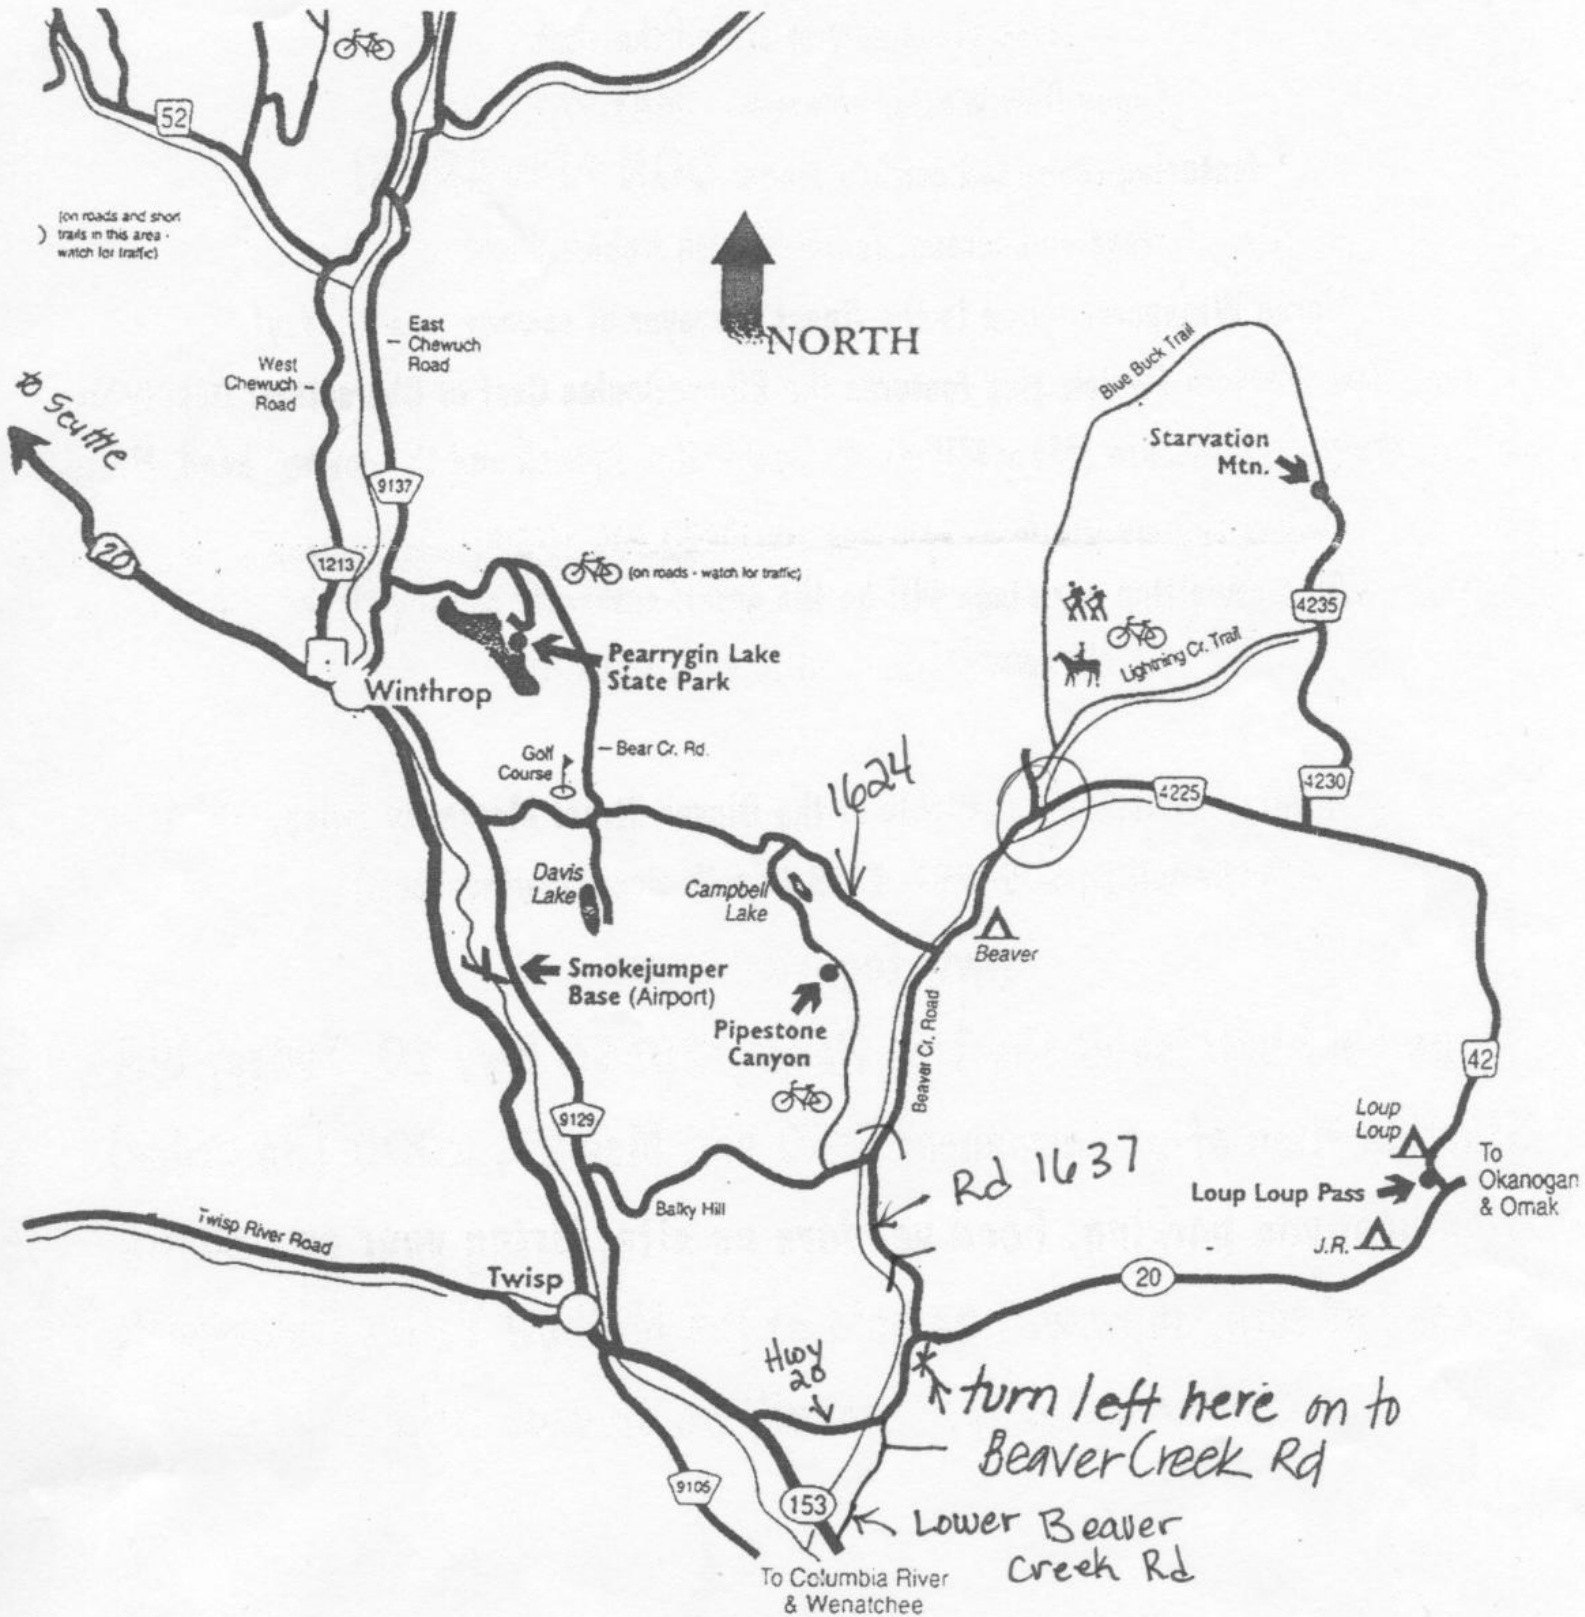 52
(on roads and short
trails in this area -
watch for traffic)
NORTH
East
Chewuch
Road
West
Chewuch
Road
to Seattle
Blue Buck Trail
Starvation
Mtn.
9137
20
1213
(on roads - watch for traffic)
4235
Pearrygin Lake
State Park
Lightning Cr. Trail
Winthrop
Golf
Course
Bear Cr. Rd.
1624
4225
4230
Davis
Lake
Campbell
Lake
Beaver
Smokejumper
Base (Airport)
Pipestone
Canyon
Beaver Cr. Road
42
9129
Loup
Loup
To
Okanogan
& Omak
Rd 1637
Loup Loup Pass
Balky Hill
J.R.
Twisp River Road
Twisp
20
Hwy
20
turn left here on to
Beaver Creek Rd
9105
153
Lower Beaver
Creek Rd
To Columbia River
& Wenatchee